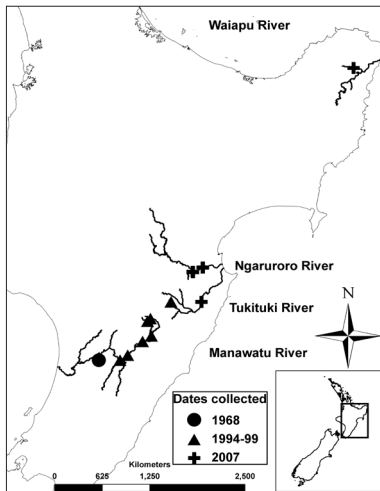 Waiapu River
Ngaruroro River
Tukituki River
N
Manawatu River
Dates collected
1968
1994-99
2007
Kilometers
0 625 1,250 2,500